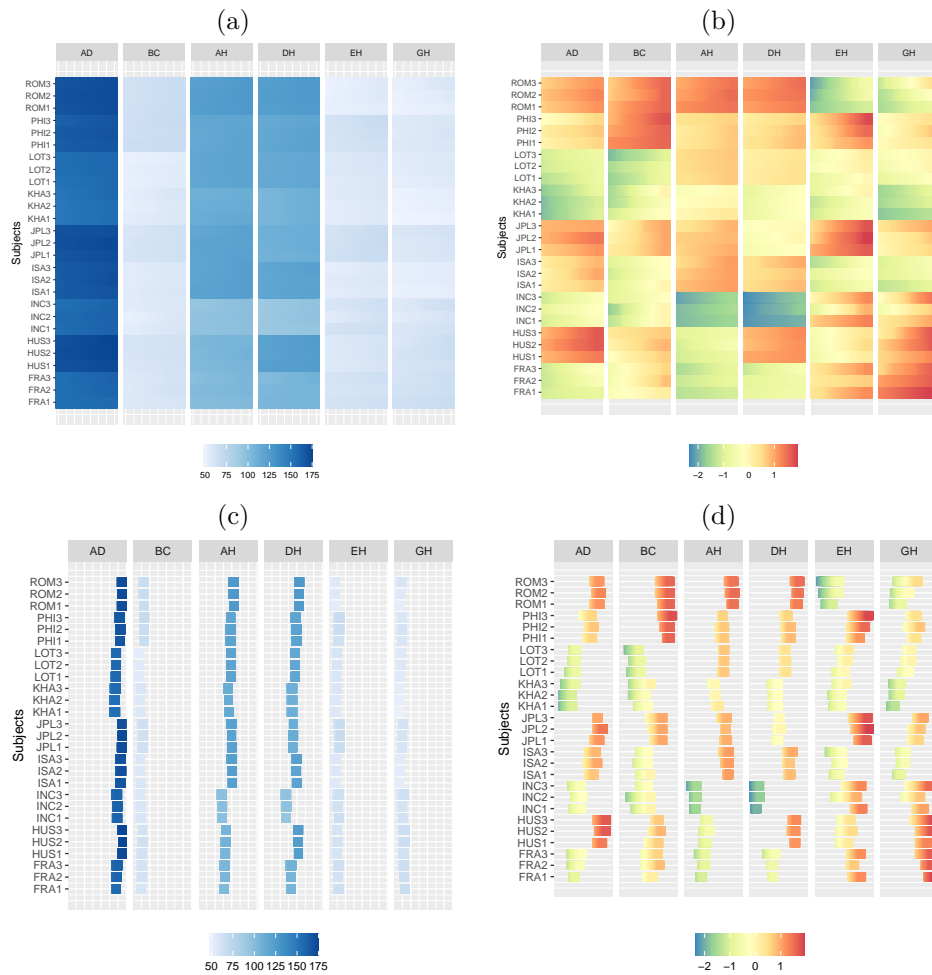 (a)
AD BC AH DH EH GH
Subjects
ROM3
ROM2
ROM1
PHI3
PHI2
PHI1
LOT3
LOT2
LOT1
KHA3
KHA2
KHA1
JPL3
JPL2
JPL1
ISA3
ISA2
ISA1
INC3
INC2
INC1
HUS3
HUS2
HUS1
FRA3
FRA2
FRA1
50 75 100 125 150 175
(b)
AD BC AH DH EH GH
Subjects
ROM3
ROM2
ROM1
PHI3
PHI2
PHI1
LOT3
LOT2
LOT1
KHA3
KHA2
KHA1
JPL3
JPL2
JPL1
ISA3
ISA2
ISA1
INC3
INC2
INC1
HUS3
HUS2
HUS1
FRA3
FRA2
FRA1
−2 −1 0 1
(c)
AD BC AH DH EH GH
Subjects
ROM3
ROM2
ROM1
PHI3
PHI2
PHI1
LOT3
LOT2
LOT1
KHA3
KHA2
KHA1
JPL3
JPL2
JPL1
ISA3
ISA2
ISA1
INC3
INC2
INC1
HUS3
HUS2
HUS1
FRA3
FRA2
FRA1
50 75 100 125 150 175
(d)
AD BC AH DH EH GH
Subjects
ROM3
ROM2
ROM1
PHI3
PHI2
PHI1
LOT3
LOT2
LOT1
KHA3
KHA2
KHA1
JPL3
JPL2
JPL1
ISA3
ISA2
ISA1
INC3
INC2
INC1
HUS3
HUS2
HUS1
FRA3
FRA2
FRA1
−2 −1 0 1